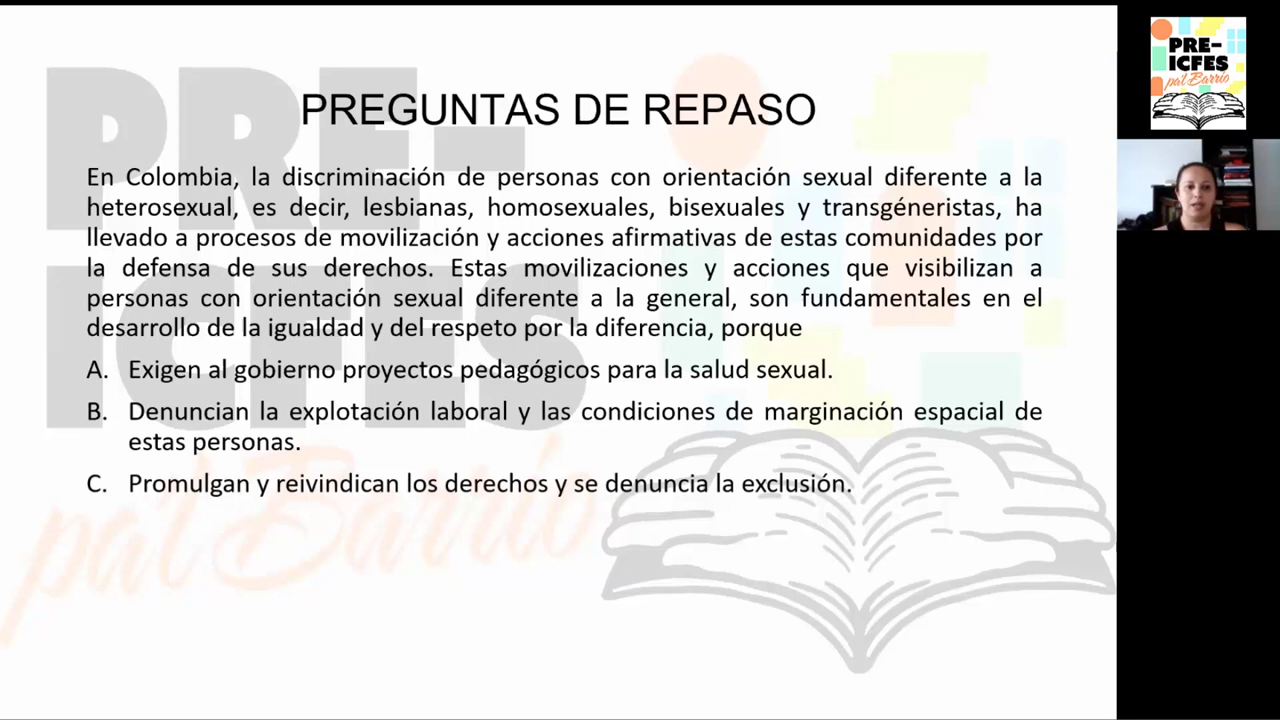 PREGUNTAS DE REPASO
En Colombia, la discriminación de personas con orientación sexual diferente a la
heterosexual, es decir, lesbianas, homosexuales, bisexuales y transgéneristas, ha
llevado a procesos de movilización y acciones afirmativas de estas comunidades por
la defensa de sus derechos. Estas movilizaciones y acciones que visibilizan a
personas con orientación sexual diferente a la general, son fundamentales en el
desarrollo de la igualdad y del respeto por la diferencia, porque
A. Exigen al gobierno proyectos pedagógicos para la salud sexual.
B. Denuncian la explotación laboral y las condiciones de marginación espacial de
estas personas.
C. Promulgan y reivindican los derechos y se denuncia la exclusión.
PRE-
ICFES
pa'l Barrio
PRE-
ICFES
pa'l Barrio